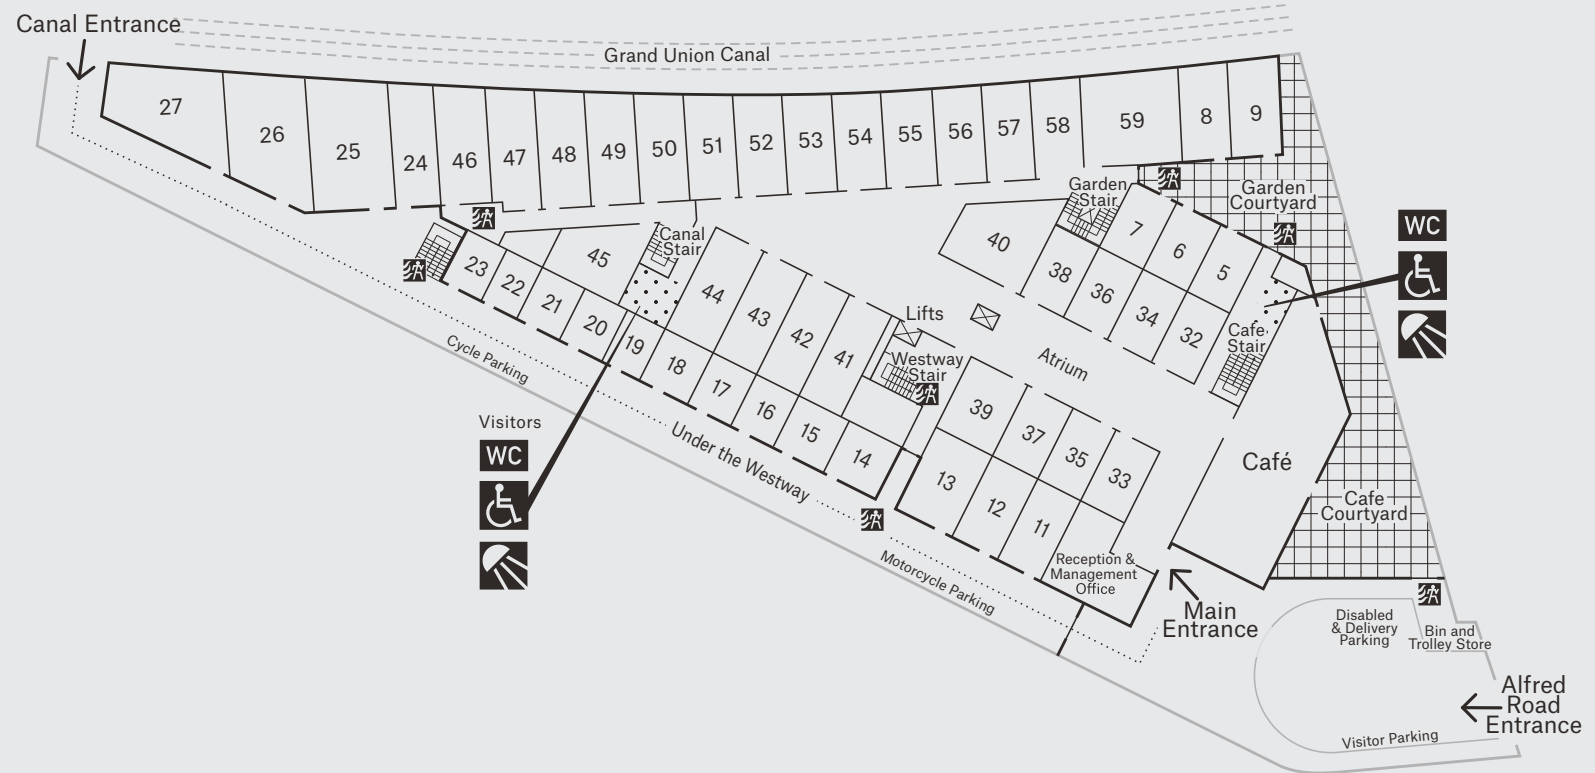 Canal Entrance
Grand Union Canal
27
26
25
24
46
47
48
49
50
51
52
53
54
55
56
57
58
59
8
9
Garden
Stair
Garden
Courtyard
WC
7
6
5
40
38
36
34
32
Cafe
Stair
Canal
Stair
45
23
22
21
20
19
18
17
16
15
14
44
43
42
41
Lifts
Westway
Stair
Atrium
39
37
35
33
13
12
11
Café
Cafe
Courtyard
Cycle Parking
Visitors
WC
Under the Westway
Motorcycle Parking
Reception &
Management
Office
Main
Entrance
Disabled
& Delivery
Parking
Bin and
Trolley Store
Alfred
Road
Entrance
Visitor Parking